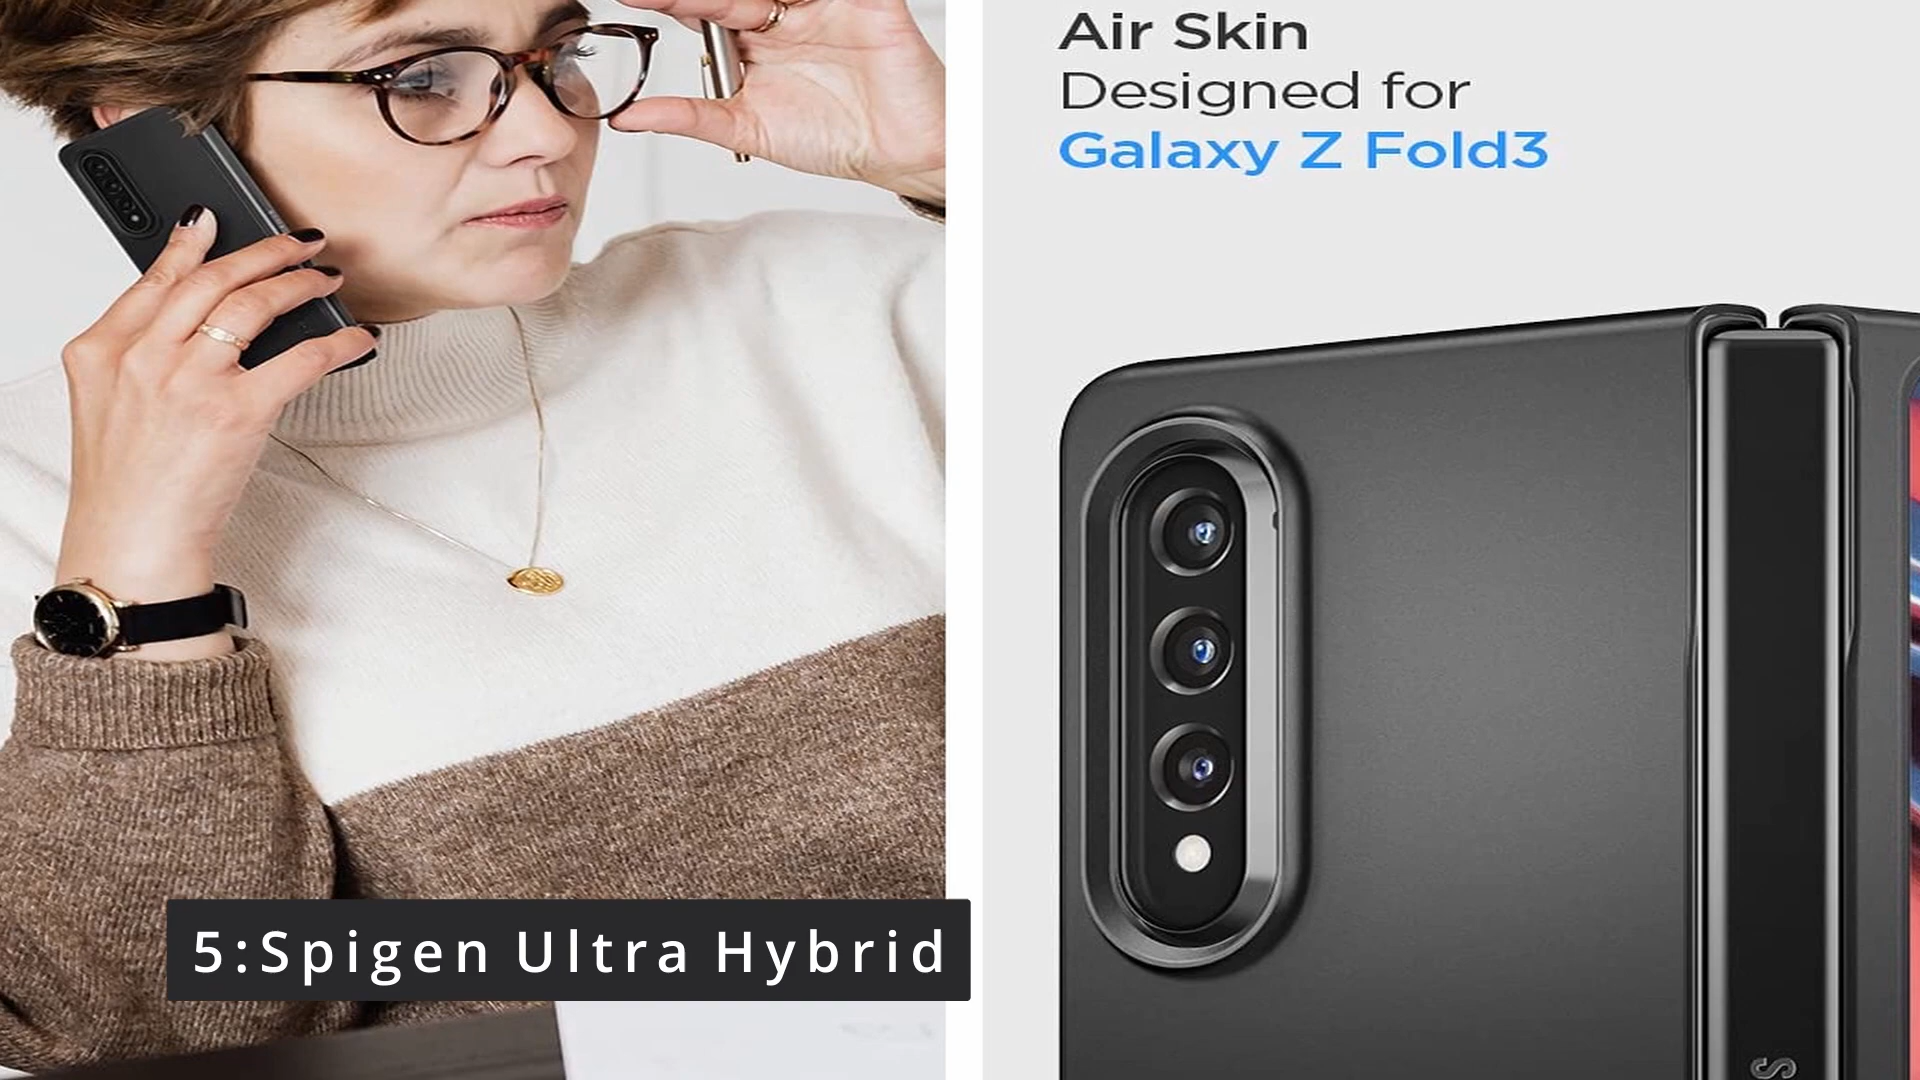 Air Skin
Designed for
Galaxy Z Fold3
5:Spigen Ultra Hybrid
S